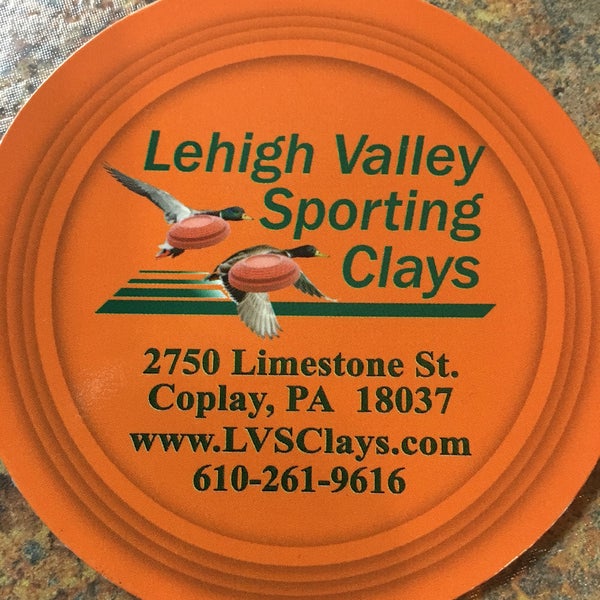 Lehigh Valley
Sporting
Clays
2750 Limestone St.
Coplay, PA 18037
www.LVSClays.com
610-261-9616